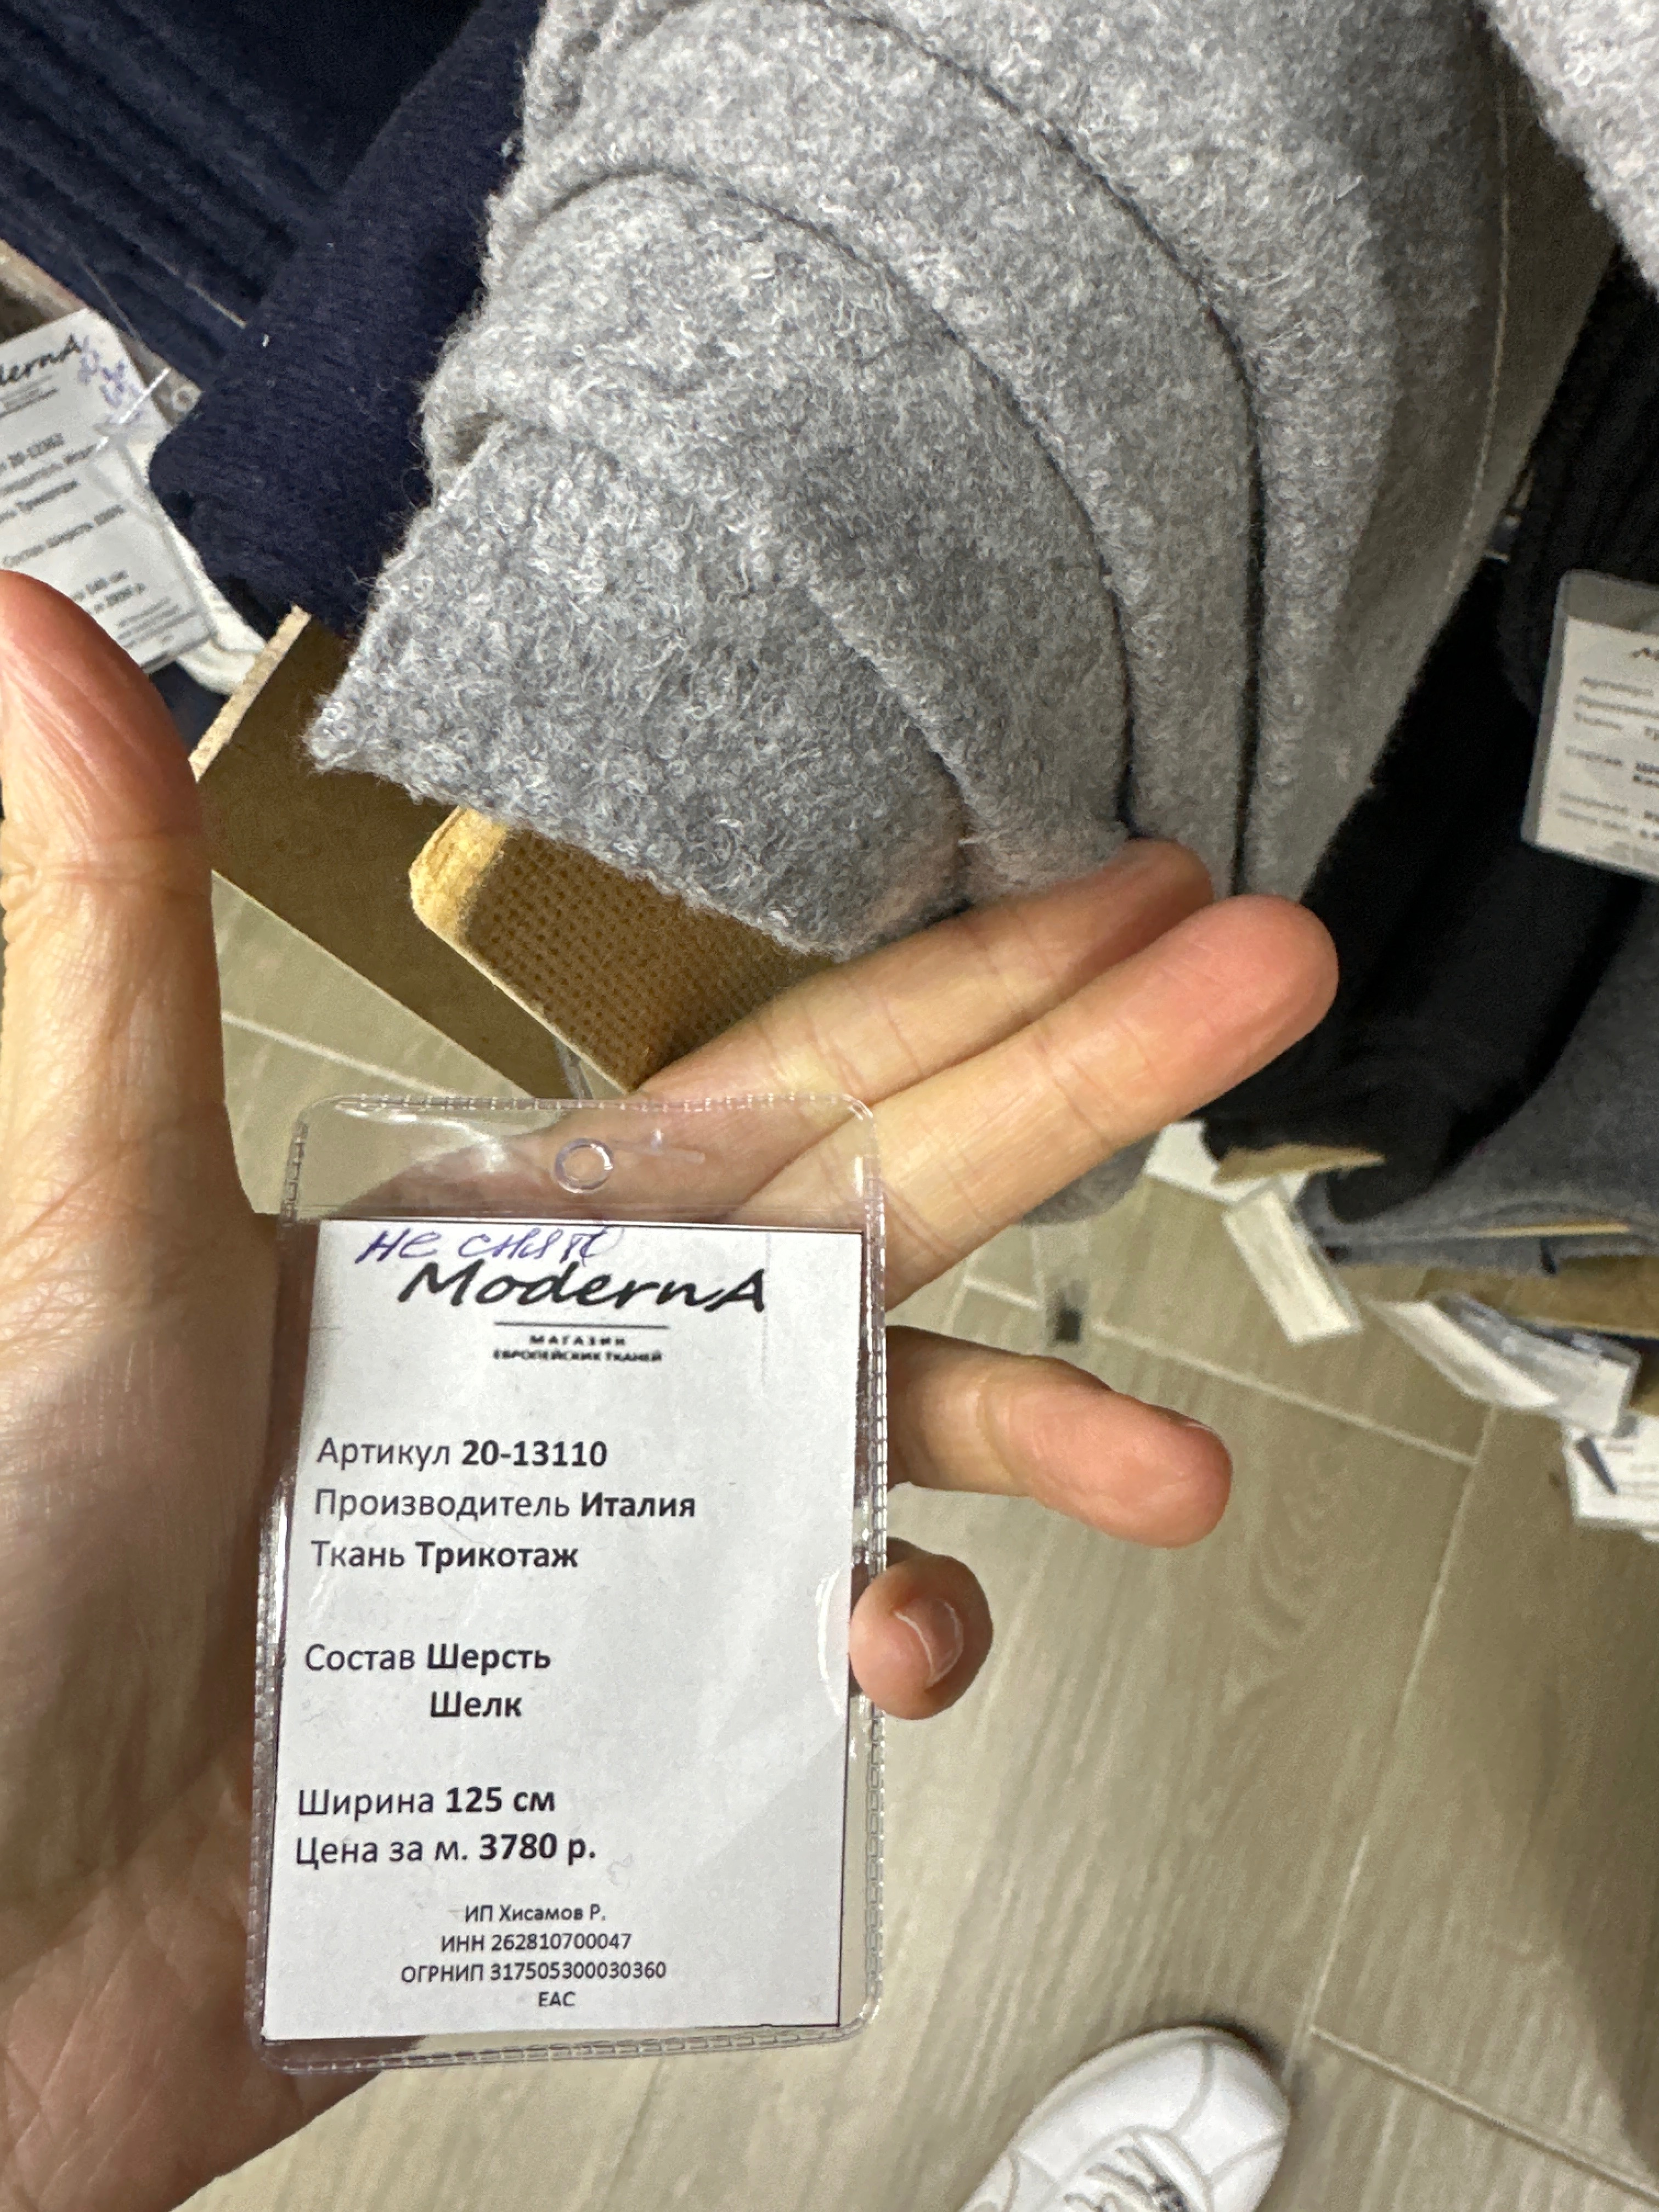 не снят
ModernA
МАГАЗИН
ЕВРОПЕЙСКИХ ТКАНЕЙ
Артикул 20-13110
Производитель Италия
Ткань Трикотаж
Состав Шерсть
Шелк
Ширина 125 см
Цена за м. 3780 р.
ИП Хисамов Р.
ИНН 262810700047
ОГРНИП 317505300030360
EAC